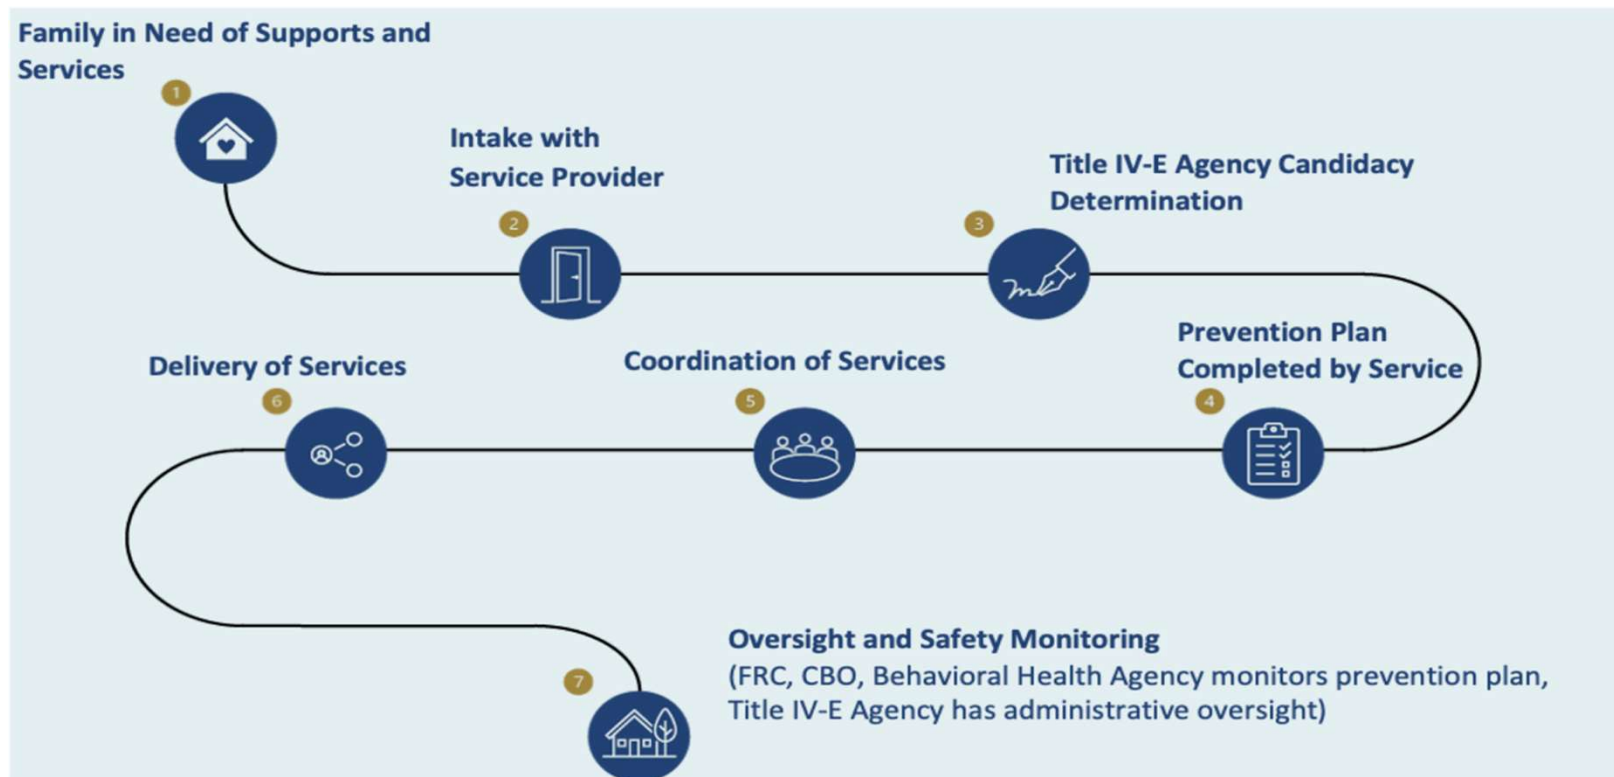 Family in Need of Supports and
Services
1
Intake with
Service Provider
2
Title IV-E Agency Candidacy
Determination
3
Prevention Plan
Completed by Service
4
Coordination of Services
5
Delivery of Services
6
7
Oversight and Safety Monitoring
(FRC, CBO, Behavioral Health Agency monitors prevention plan,
Title IV-E Agency has administrative oversight)